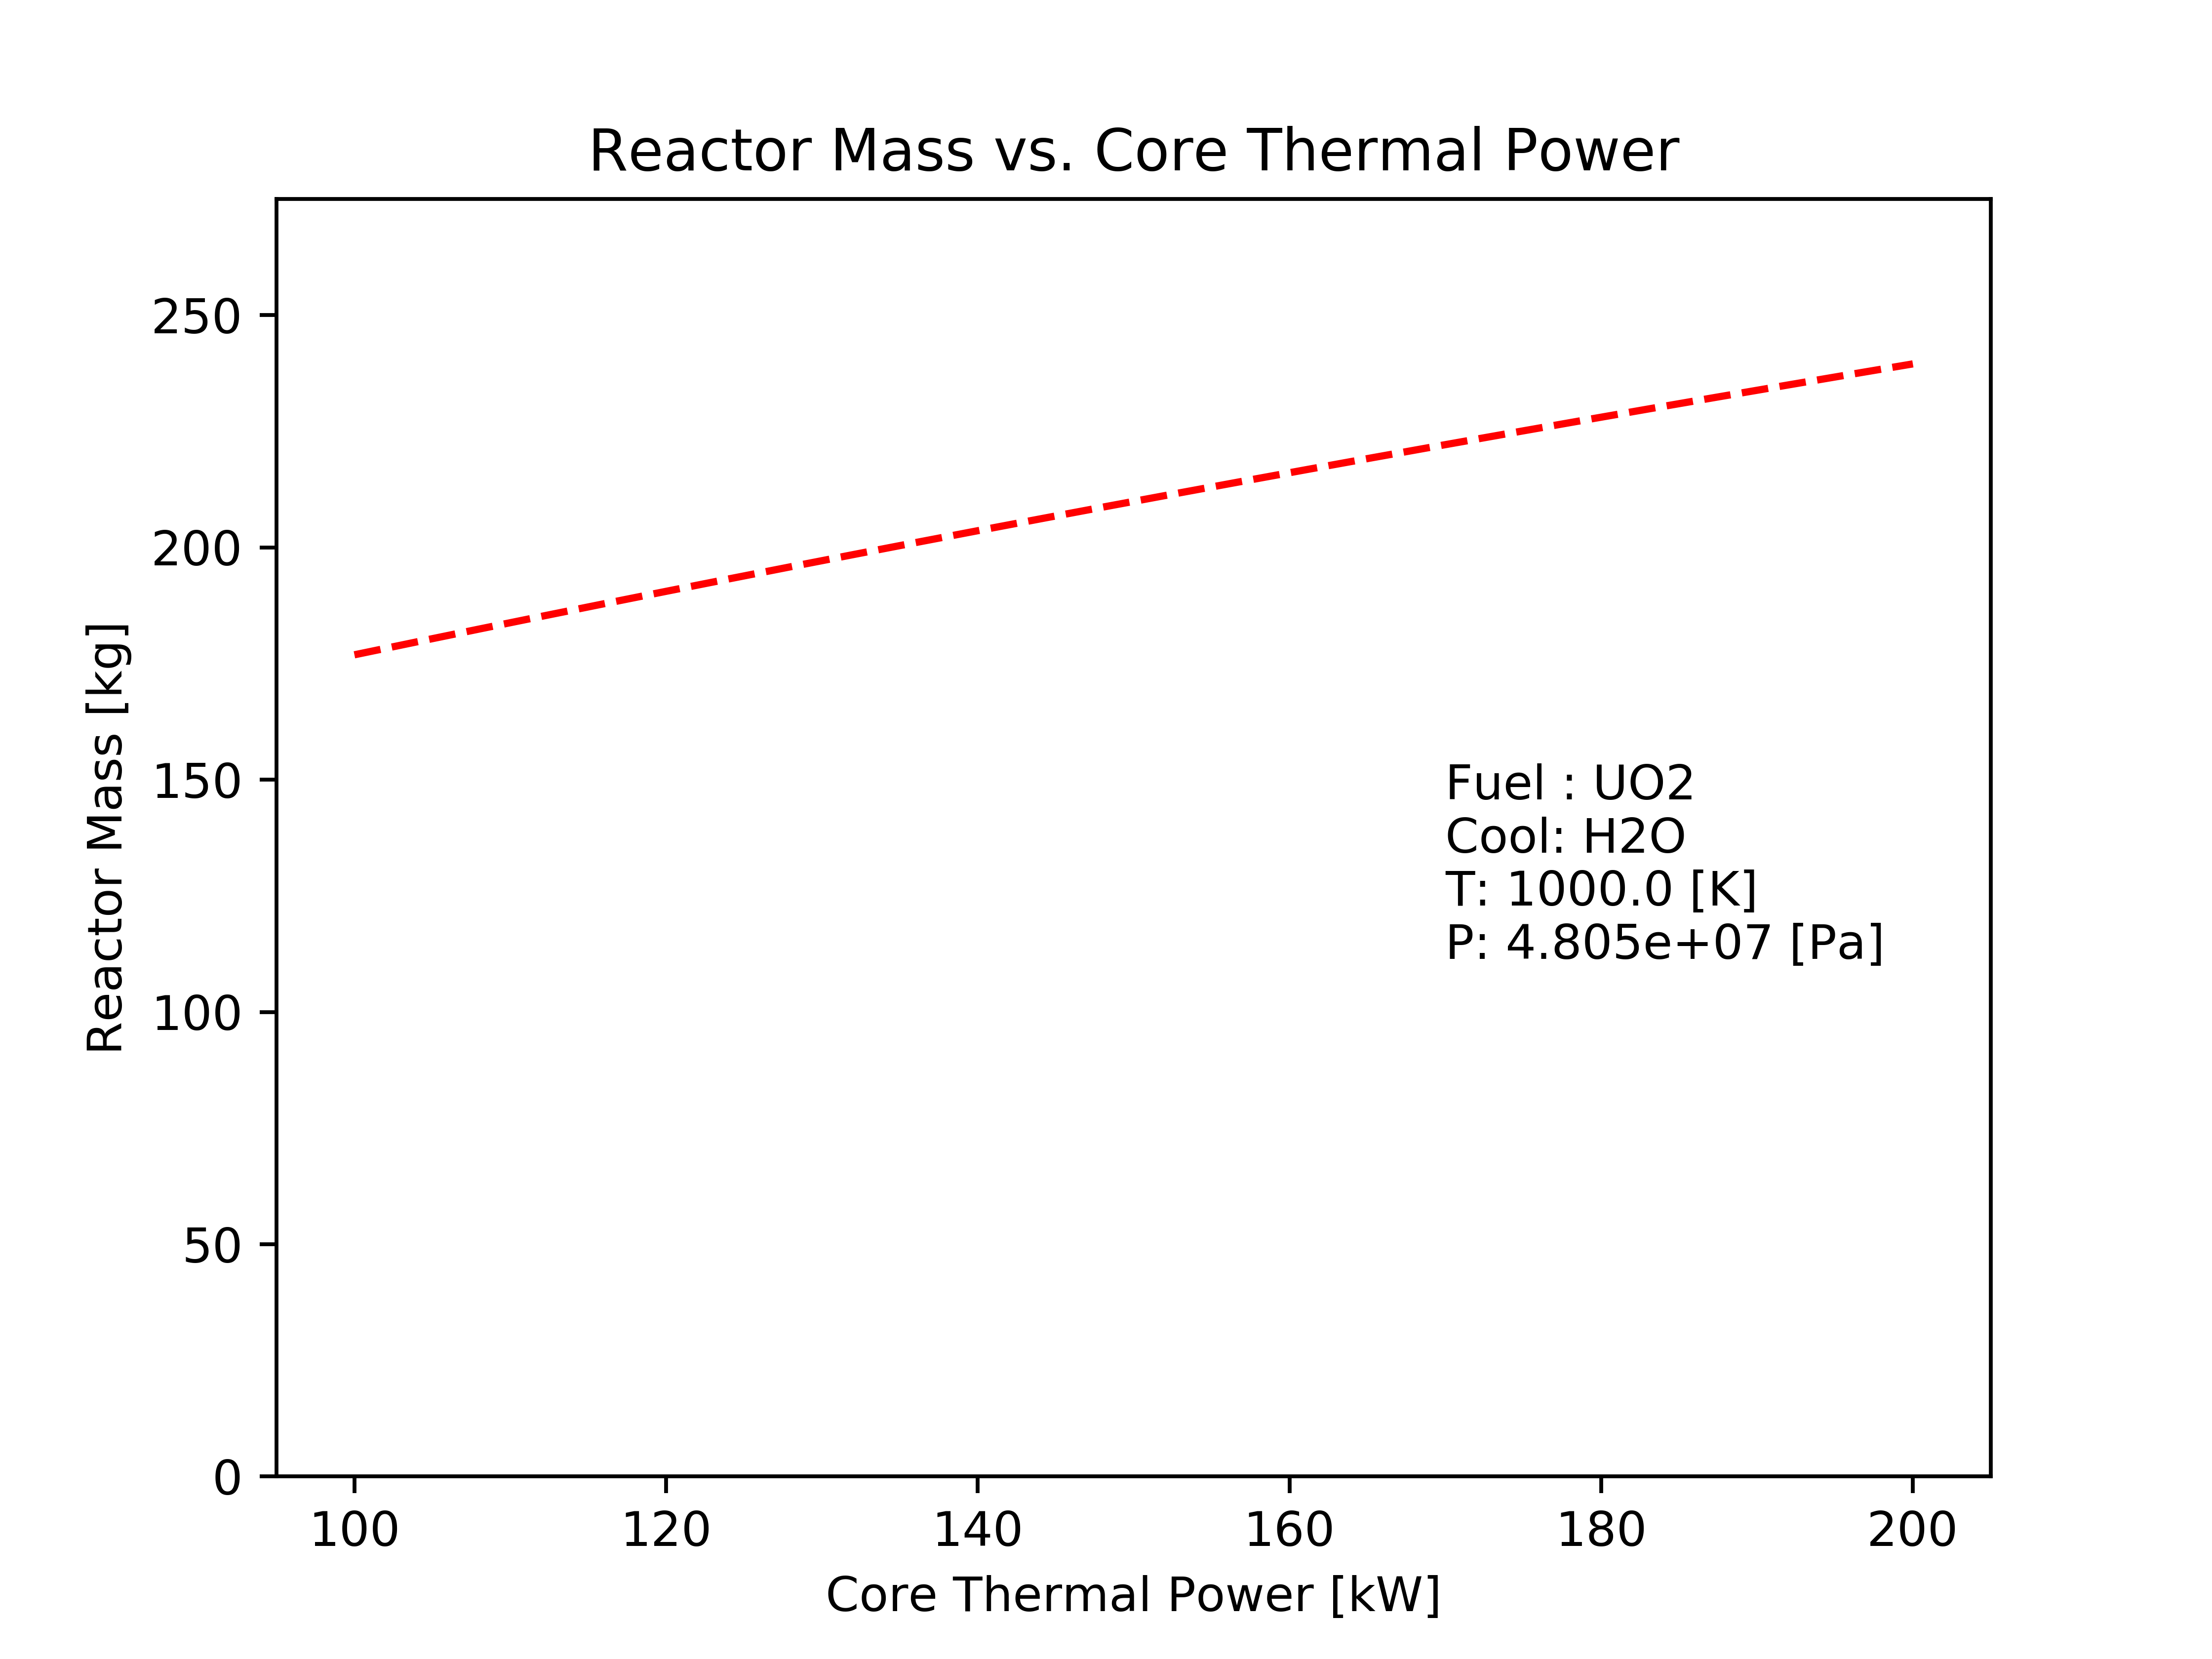 Reactor Mass vs. Core Thermal Power
Reactor Mass [kg]
250
200
150
100
50
0
Fuel : UO2
Cool: H2O
T: 1000.0 [K]
P: 4.805e+07 [Pa]
100 120 140 160 180 200
Core Thermal Power [kW]